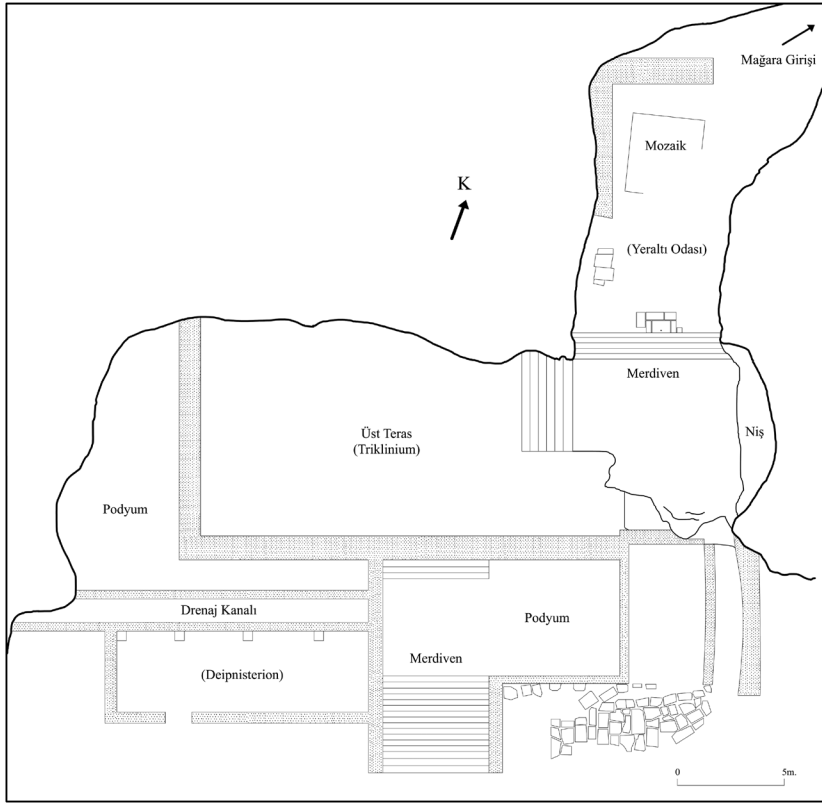 Mağara Girişi
Mozaik
K
(Yeraltı Odası)
Merdiven
Üst Teras
(Triklinium)
Niş
Podyum
Drenaj Kanalı
Podyum
Merdiven
(Deipnisterion)
0 5m.